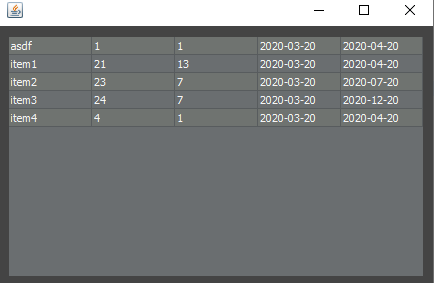 asdf 1 1 2020-03-20 2020-04-20
item1 21 13 2020-03-20 2020-04-20
item2 23 7 2020-03-20 2020-07-20
item3 24 7 2020-03-20 2020-12-20
item4 4 1 2020-03-20 2020-04-20